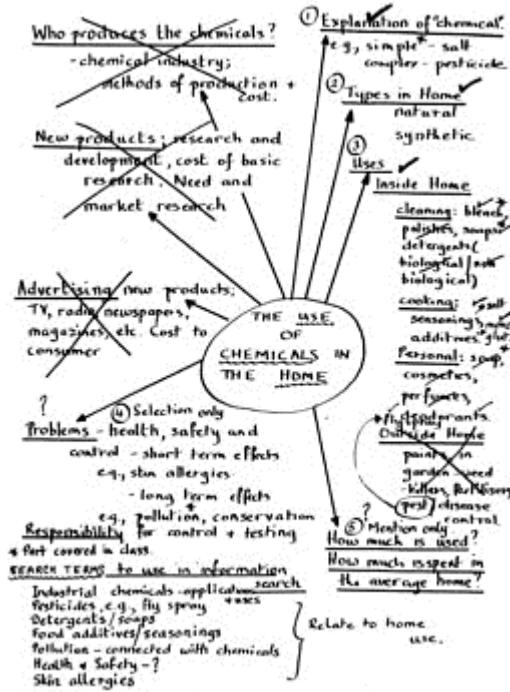 Who produces the chemicals?
- chemical industry;
methods of production +
cost.
New products: research and
development, cost of basic
research, Need and
market research
Advertising new products;
TV, radio, newspapers,
magazines, etc. Cost to
consumer
THE USE
OF
CHEMICALS IN
THE HOME
① Explanation of "chemical".
e.g., simple* - salt
complex - pesticide
② Types in Home
natural
synthetic
③
Uses
Inside Home
cleaning: bleach,*
polishes, soaps*
detergents(
biological/non
biological)
cooking: salt
seasonings,
additives
Personal: soap,
cosmetics,
perfumes,
deodorants.
* Fly spray
Outside Home
paints in
garden-weed
killers, fertilisers
pest/disease
control.
?
④ Selection only
Problems - health, safety and
control - short term effects
e.g., skin allergies
- long term effects
e.g., pollution,* conservation
Responsibility for control + testing
* Part covered in class.
?
⑤ Mention only
How much is used?
How much is spent in
the average home?
SEARCH TERMS to use in information
search
Industrial chemicals - applications
+ uses
Pesticides, e.g., fly spray
Detergents/soaps
Food additives/seasonings
Pollution - connected with chemicals
Health & Safety - ?
Skin allergies
Relate to home
use.